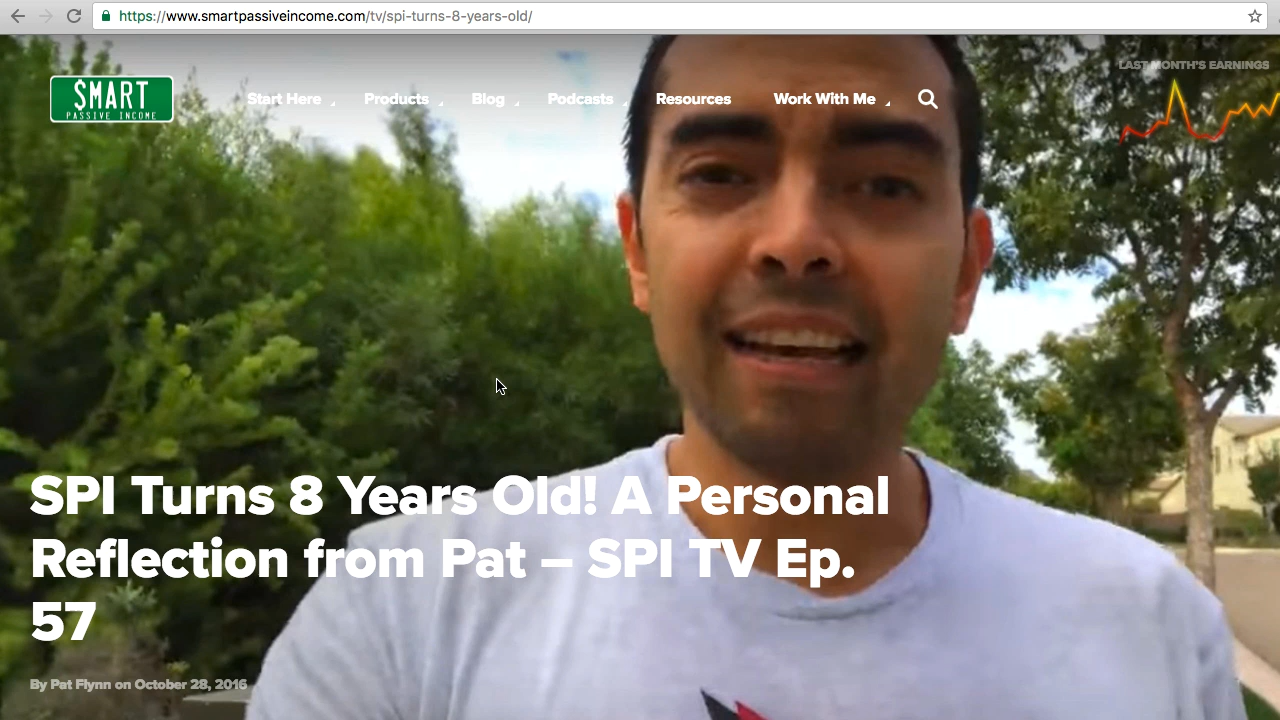 https://www.smartpassiveincome.com/tv/spi-turns-8-years-old/
LAST MONTH'S EARNINGS
$MART
PASSIVE INCOME
Start Here Products Blog Podcasts Resources Work With Me
SPI Turns 8 Years Old! A Personal
Reflection from Pat – SPI TV Ep.
57
By Pat Flynn on October 28, 2016